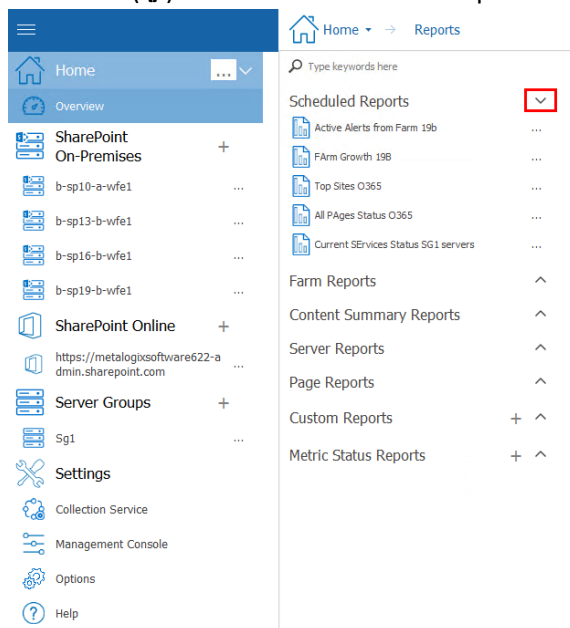 Home
...
Overview
SharePoint
On-Premises
+
b-sp10-a-wfe1
...
b-sp13-b-wfe1
...
b-sp16-b-wfe1
...
b-sp19-b-wfe1
...
SharePoint Online
+
https://metalogixsoftware622-a
dmin.sharepoint.com
...
Server Groups
+
Sg1
...
Settings
Collection Service
Management Console
Options
? Help
Home → Reports
Type keywords here
Scheduled Reports
Active Alerts from Farm 19b
...
FArm Growth 19B
...
Top Sites O365
...
All PAges Status O365
...
Current SErvices Status SG1 servers
...
Farm Reports
Content Summary Reports
Server Reports
Page Reports
Custom Reports
+
Metric Status Reports
+